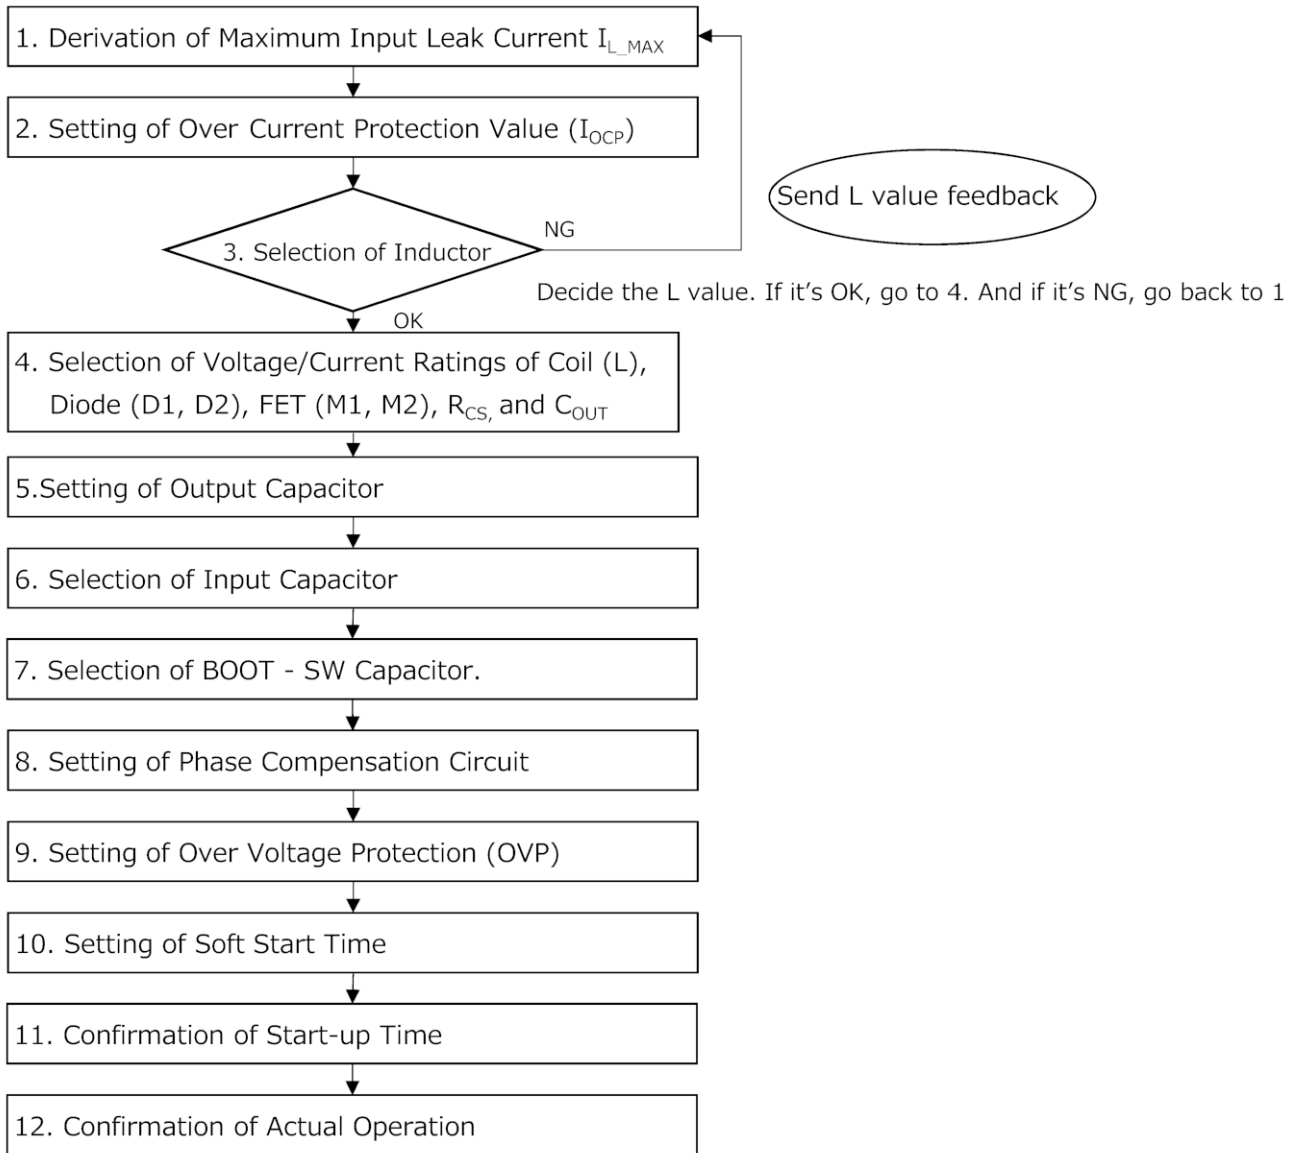 1. Derivation of Maximum Input Leak Current I_L_MAX
2. Setting of Over Current Protection Value (I_OCP)
Send L value feedback
NG
3. Selection of Inductor
Decide the L value. If it's OK, go to 4. And if it's NG, go back to 1
OK
4. Selection of Voltage/Current Ratings of Coil (L),
Diode (D1, D2), FET (M1, M2), R_CS, and C_OUT
5.Setting of Output Capacitor
6. Selection of Input Capacitor
7. Selection of BOOT - SW Capacitor.
8. Setting of Phase Compensation Circuit
9. Setting of Over Voltage Protection (OVP)
10. Setting of Soft Start Time
11. Confirmation of Start-up Time
12. Confirmation of Actual Operation